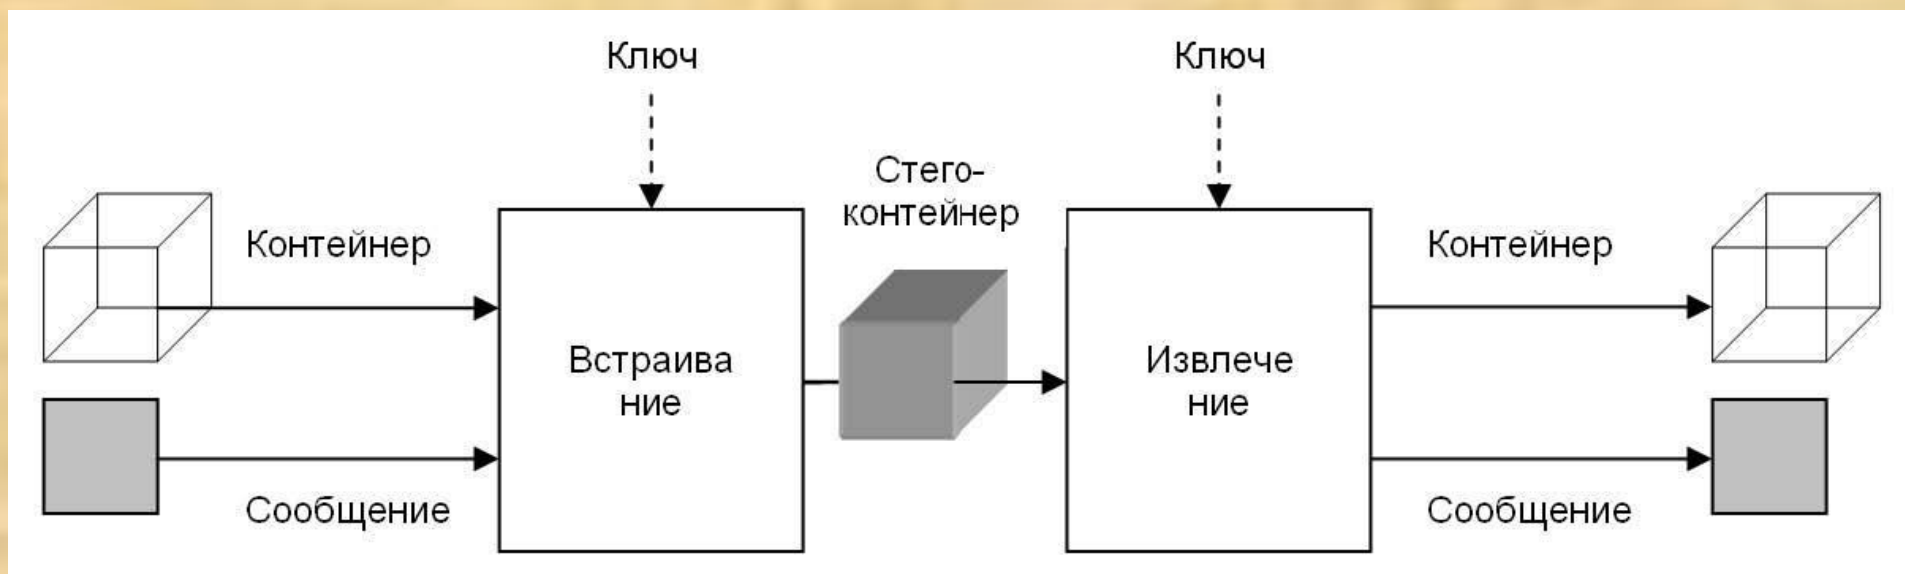 Ключ
Ключ
Стего-
контейнер
Контейнер
Контейнер
Встраива
ние
Извлече
ние
Сообщение
Сообщение